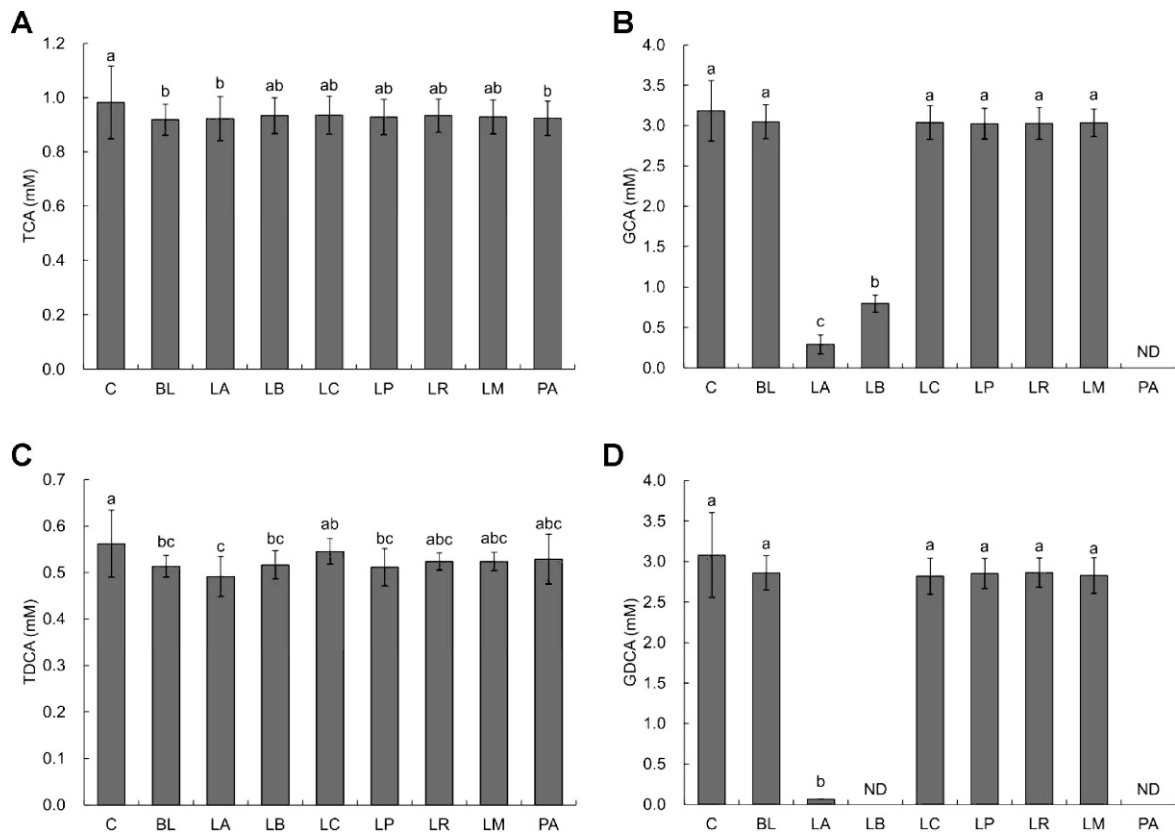 A
TCA (mM)
1.2
1.0
0.8
0.6
0.4
0.2
0.0
a b b ab ab ab ab ab b
C BL LA LB LC LP LR LM PA
B
GCA (mM)
4.0
3.5
3.0
2.5
2.0
1.5
1.0
0.5
0.0
a a c b a a a a ND
C BL LA LB LC LP LR LM PA
C
TDCA (mM)
0.7
0.6
0.5
0.4
0.3
0.2
0.1
0.0
a bc c bc ab bc abc abc abc
C BL LA LB LC LP LR LM PA
D
GDCA (mM)
4.0
3.5
3.0
2.5
2.0
1.5
1.0
0.5
0.0
a a b ND a a a a ND
C BL LA LB LC LP LR LM PA